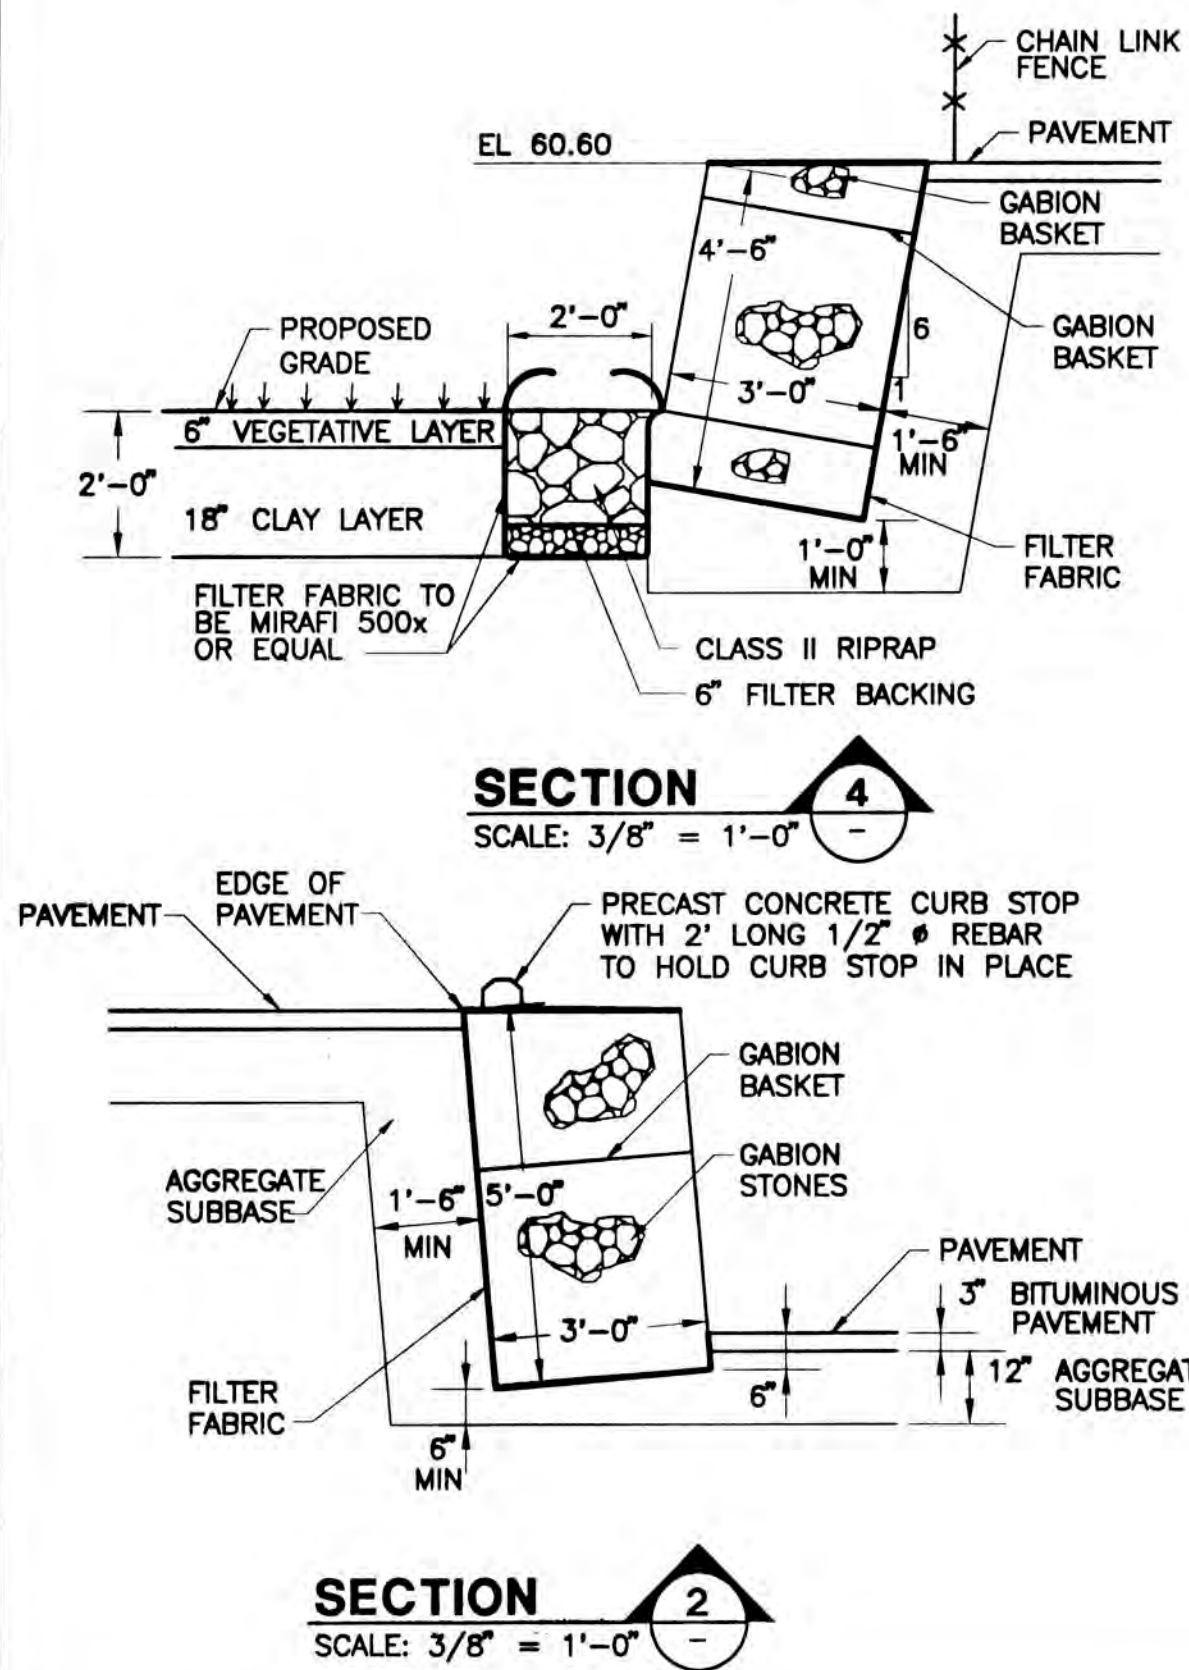 CHAIN LINK
FENCE
PAVEMENT
EL 60.60
GABION
BASKET
4'-6"
2'-0"
PROPOSED
GRADE
6
GABION
BASKET
3'-0"
1
6" VEGETATIVE LAYER
1'-6"
MIN
2'-0"
18" CLAY LAYER
1'-0"
MIN
FILTER
FABRIC
FILTER FABRIC TO
BE MIRAFI 500x
OR EQUAL
CLASS II RIPRAP
6" FILTER BACKING
SECTION
4
-
SCALE: 3/8" = 1'-0"
PAVEMENT
EDGE OF
PAVEMENT
PRECAST CONCRETE CURB STOP
WITH 2' LONG 1/2" ø REBAR
TO HOLD CURB STOP IN PLACE
GABION
BASKET
AGGREGATE
SUBBASE
1'-6"
MIN
5'-0"
GABION
STONES
PAVEMENT
3" BITUMINOUS
PAVEMENT
3'-0"
12" AGGREGAT
SUBBASE
6"
FILTER
FABRIC
6"
MIN
SECTION
2
-
SCALE: 3/8" = 1'-0"